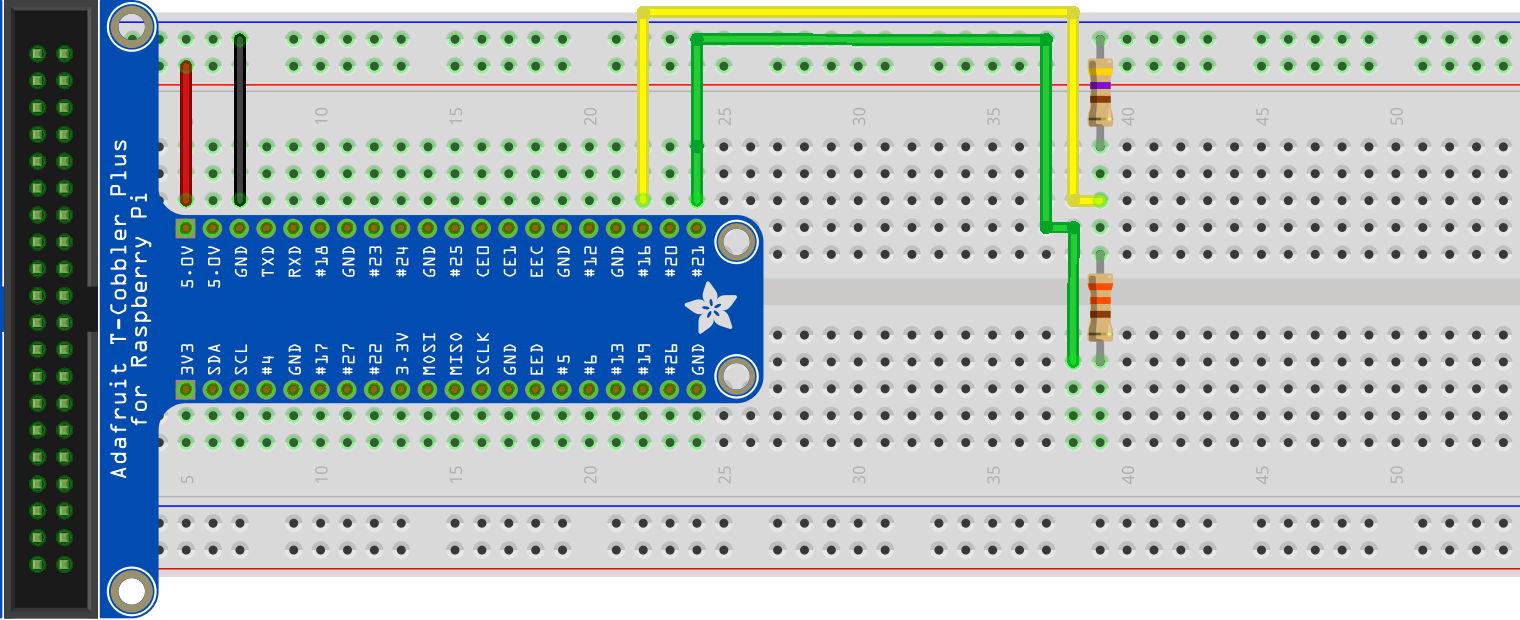 Adafruit T-Cobbler Plus
for Raspberry Pi
10 15 20 25 30 35 40 45 50
5.0V 5.0V GND TXD RXD #18 GND #23 #24 GND #25 CE0 CE1 EEC GND #12 GND #16 #20 #21
3V3 SDA SCL #4 GND #17 #27 #22 3.3V MOSI MISO SCLK GND EED #5 #6 #13 #19 #26 GND
5 10 15 20 25 30 35 40 45 50